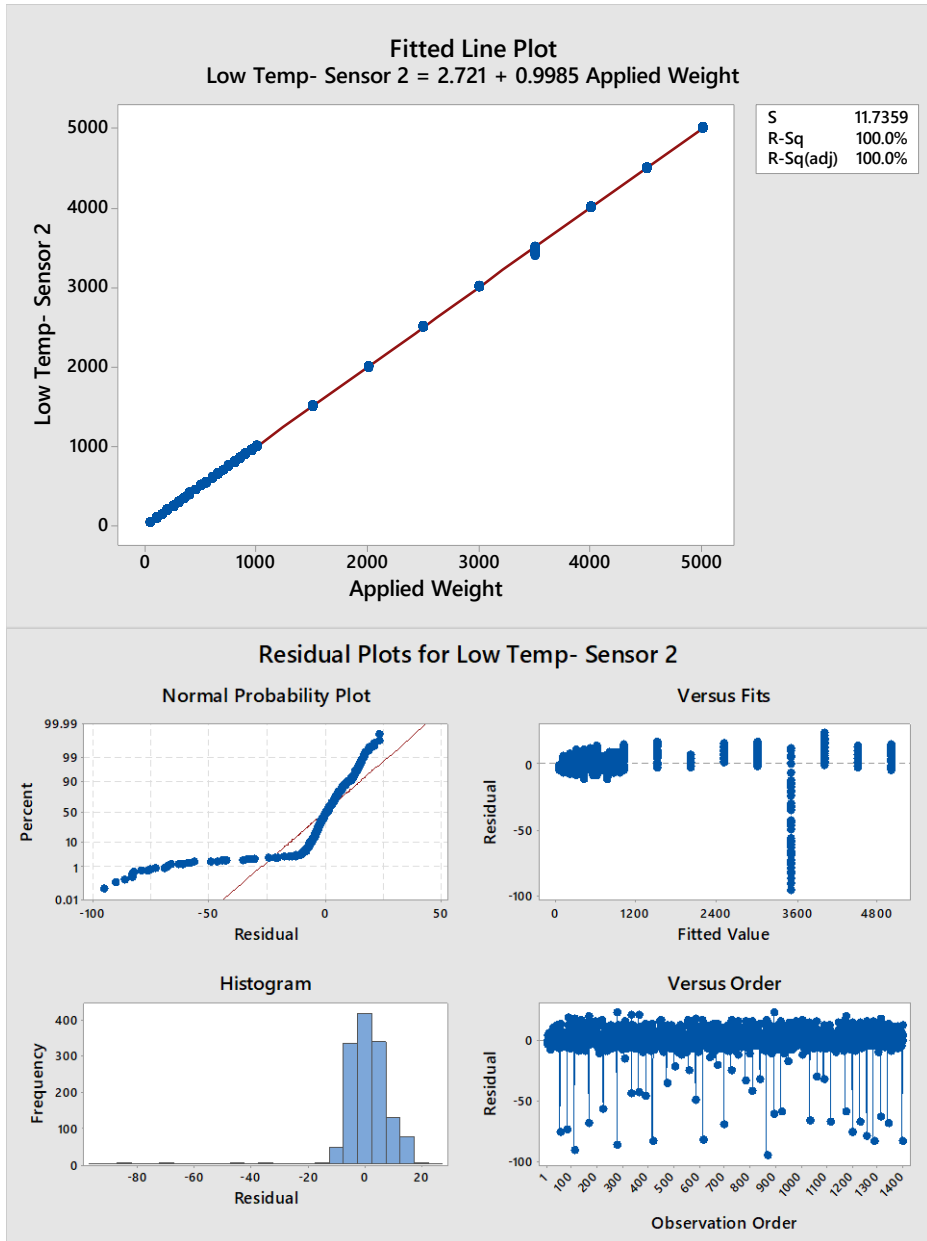 Fitted Line Plot
Low Temp- Sensor 2 = 2.721 + 0.9985 Applied Weight
S 11.7359
R-Sq 100.0%
R-Sq(adj) 100.0%
Low Temp- Sensor 2
5000
4000
3000
2000
1000
0
0 1000 2000 3000 4000 5000
Applied Weight
Residual Plots for Low Temp- Sensor 2
Normal Probability Plot
Percent
99.99
99
90
50
10
1
0.01
-100 -50 0 50
Residual
Versus Fits
Residual
0
-50
-100
0 1200 2400 3600 4800
Fitted Value
Histogram
Frequency
400
300
200
100
0
-80 -60 -40 -20 0 20
Residual
Versus Order
Residual
0
-50
-100
1 100 200 300 400 500 600 700 800 900 1000 1100 1200 1300 1400
Observation Order